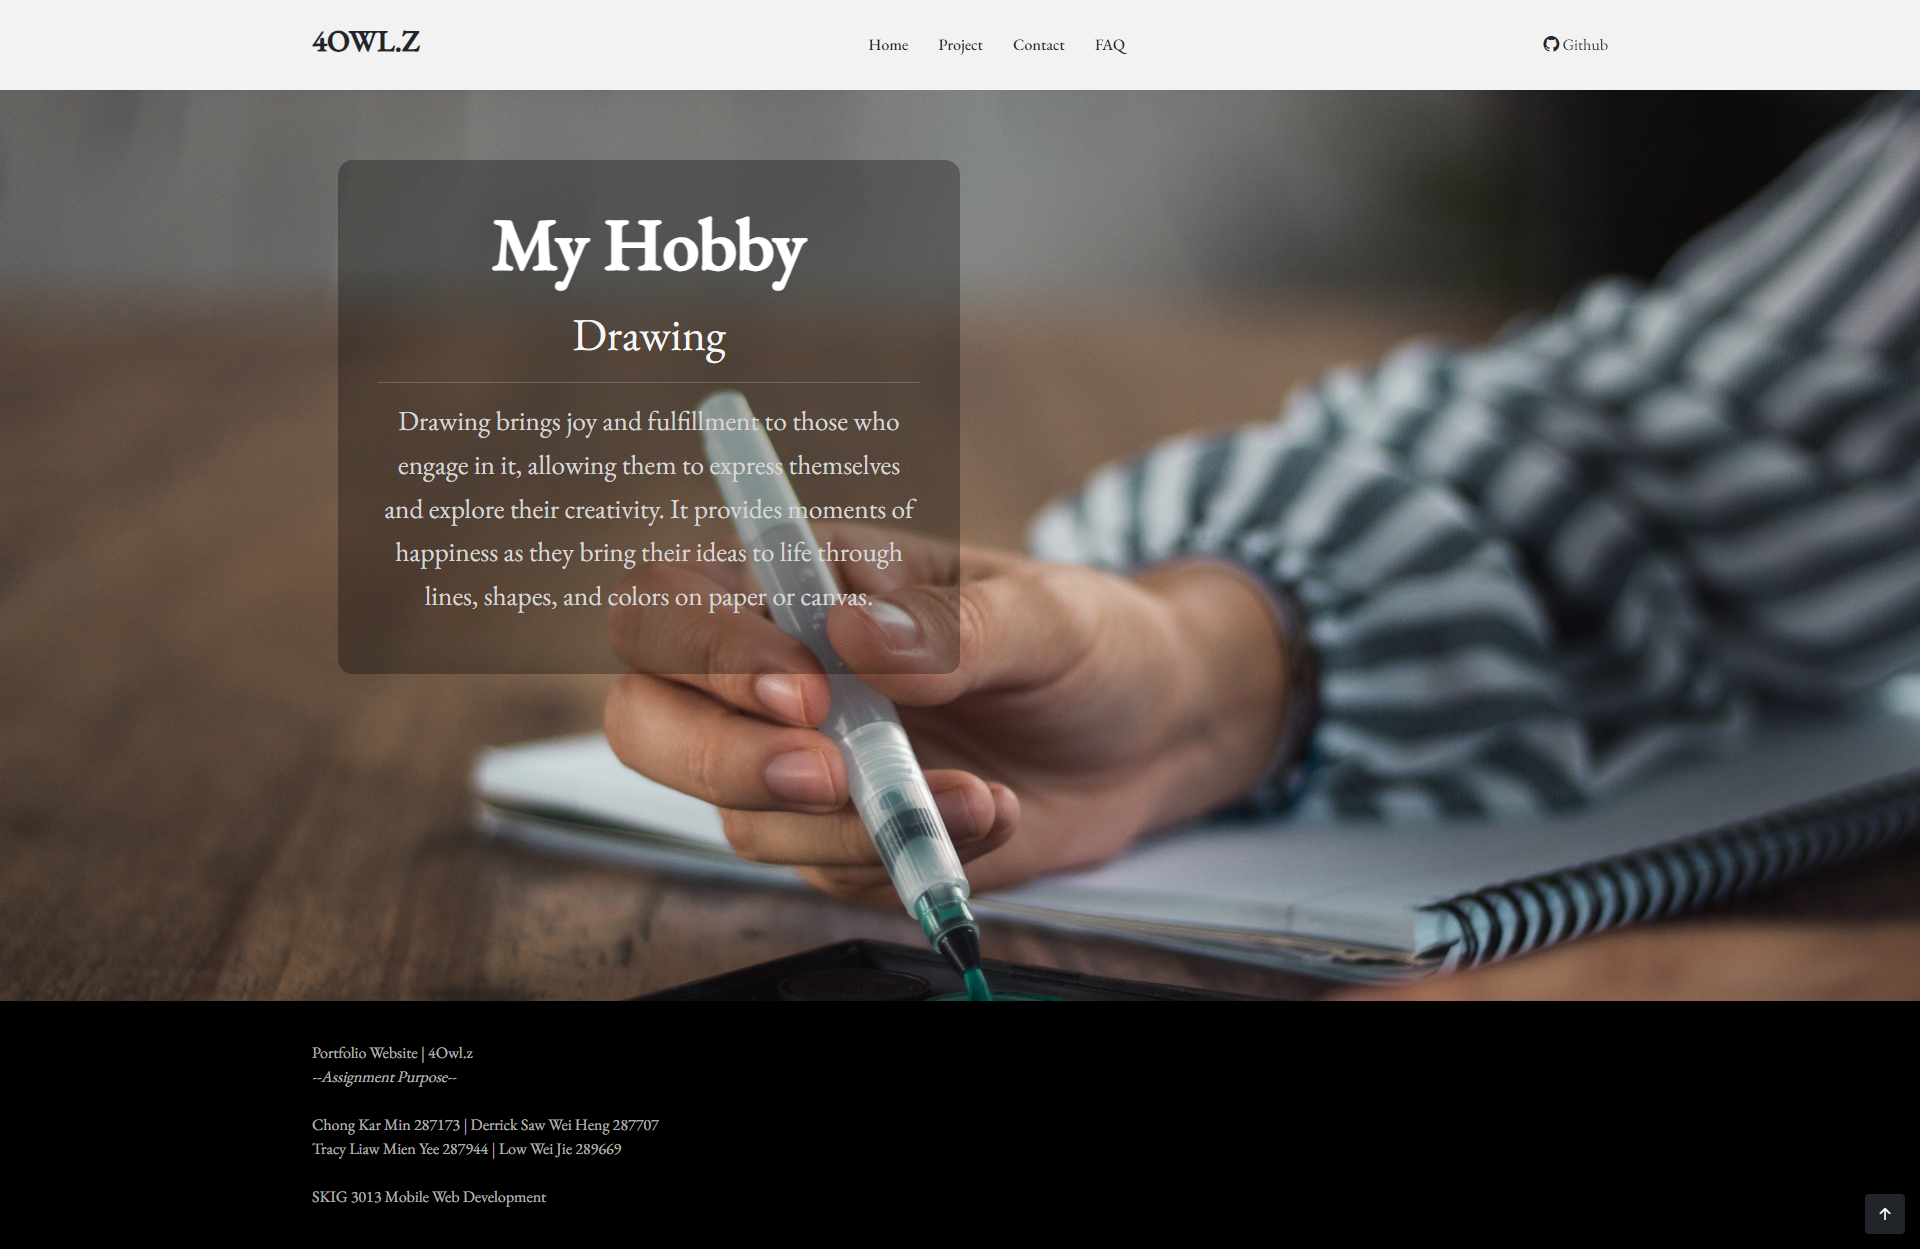 4OWL.Z
Home Project Contact FAQ
Github
My Hobby
Drawing
Drawing brings joy and fulfillment to those who
engage in it, allowing them to express themselves
and explore their creativity. It provides moments of
happiness as they bring their ideas to life through
lines, shapes, and colors on paper or canvas.
Portfolio Website | 4Owl.z
--Assignment Purpose--
Chong Kar Min 287173 | Derrick Saw Wei Heng 287707
Tracy Liaw Mien Yee 287944 | Low Wei Jie 289669
SKIG 3013 Mobile Web Development